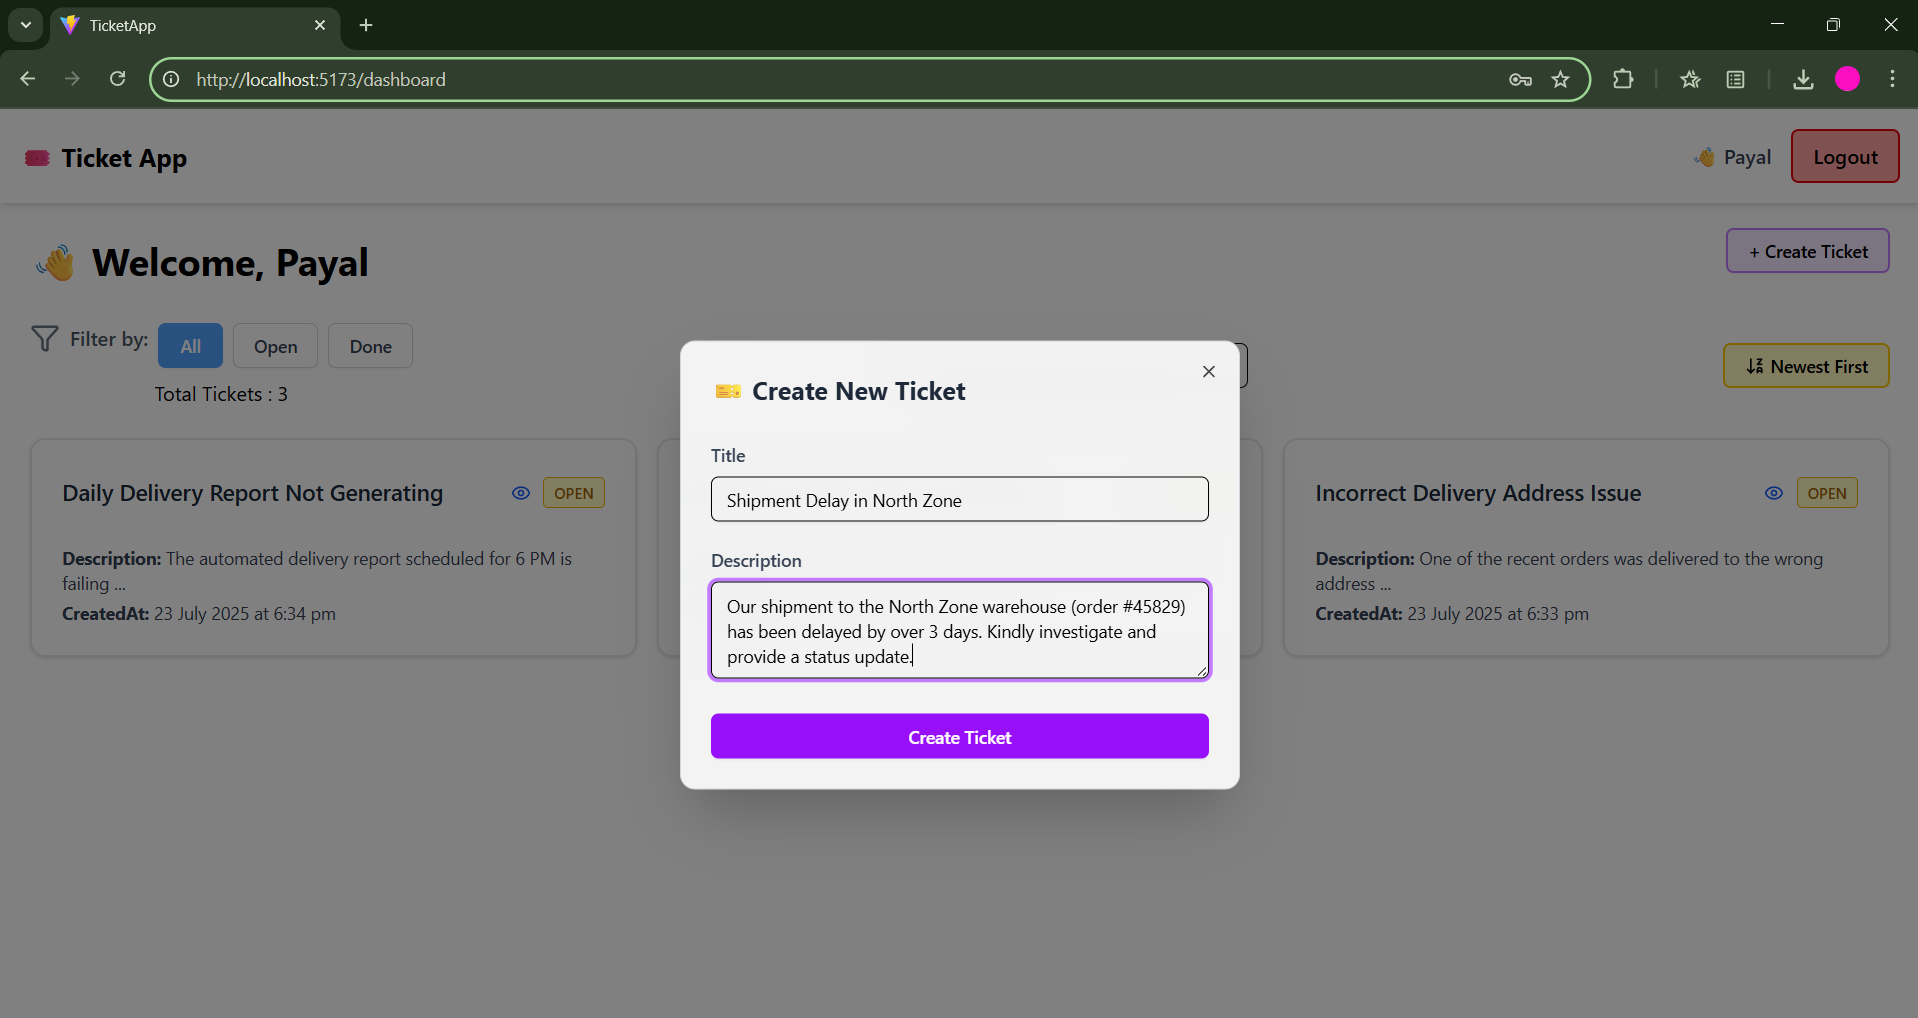 TicketApp
http://localhost:5173/dashboard
Ticket App
Payal
Logout
Welcome, Payal
+ Create Ticket
Filter by:
All
Open
Done
Newest First
Total Tickets : 3
Daily Delivery Report Not Generating
OPEN
Description: The automated delivery report scheduled for 6 PM is
failing ...
CreatedAt: 23 July 2025 at 6:34 pm
Create New Ticket
Title
Shipment Delay in North Zone
Description
Our shipment to the North Zone warehouse (order #45829)
has been delayed by over 3 days. Kindly investigate and
provide a status update.
Create Ticket
Incorrect Delivery Address Issue
OPEN
Description: One of the recent orders was delivered to the wrong
address ...
CreatedAt: 23 July 2025 at 6:33 pm